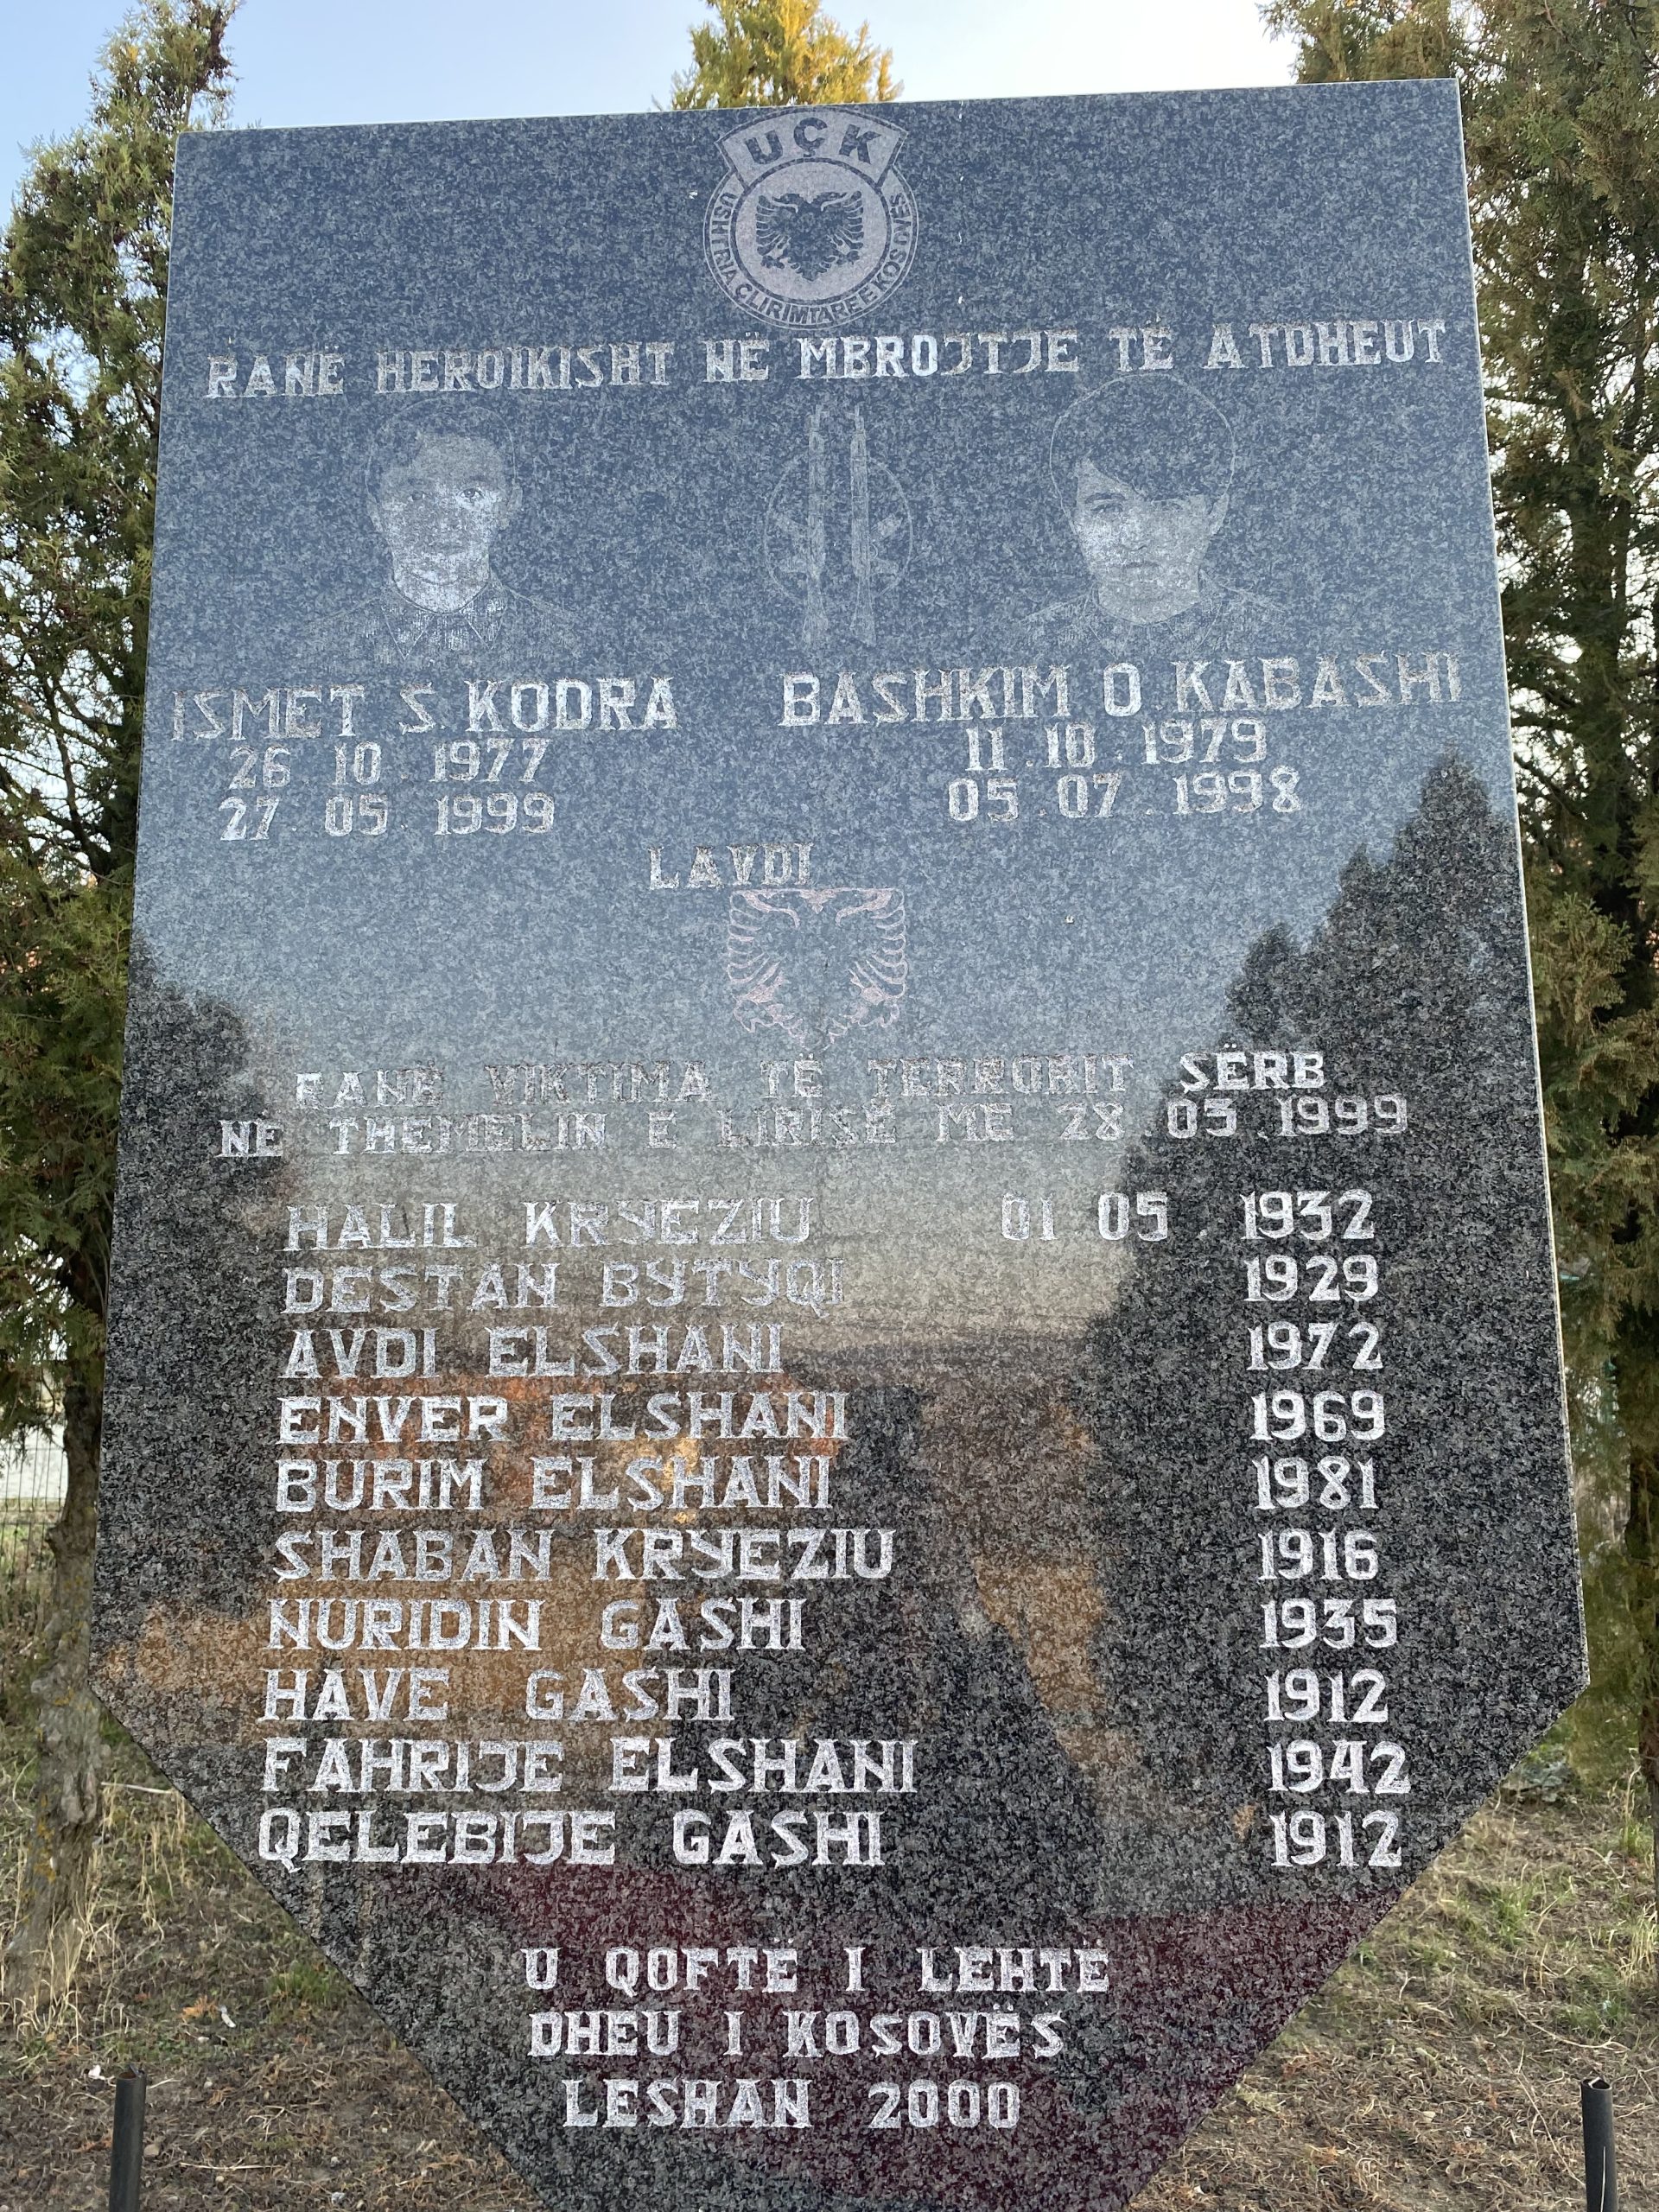 UÇK
USHTRIA ÇLIRIMTARE E KOSOVËS
RANË HEROIKISHT NË MBROJTJE TË ATDHEUT
ISMET S. KODRA
26 10 . 1977
27 . 05 . 1999
BASHKIM O. KABASHI
11 . 10 . 1979
05 . 07 . 1998
LAVDI
RANË VIKTIMA TË TERRORIT SËRB
NË THEMELIN E LIRISË ME 28 05 . 1999
HALIL KRYEZIU 01 05 . 1932
DESTAN BYTYQI 1929
AVDI ELSHANI 1972
ENVER ELSHANI 1969
BURIM ELSHANI 1981
SHABAN KRYEZIU 1916
NURIDIN GASHI 1935
HAVE GASHI 1912
FAHRIJE ELSHANI 1942
QELEBIJE GASHI 1912
U QOFTË I LEHTË
DHEU I KOSOVËS
LESHAN 2000